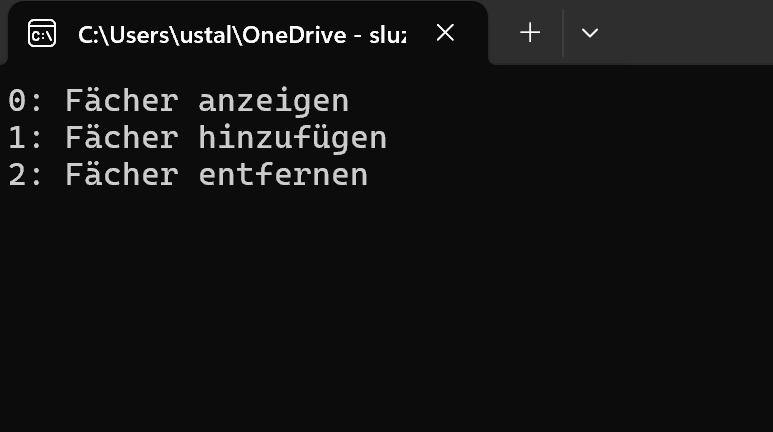 C:\Users\ustal\OneDrive - sluz
0: Fächer anzeigen
1: Fächer hinzufügen
2: Fächer entfernen